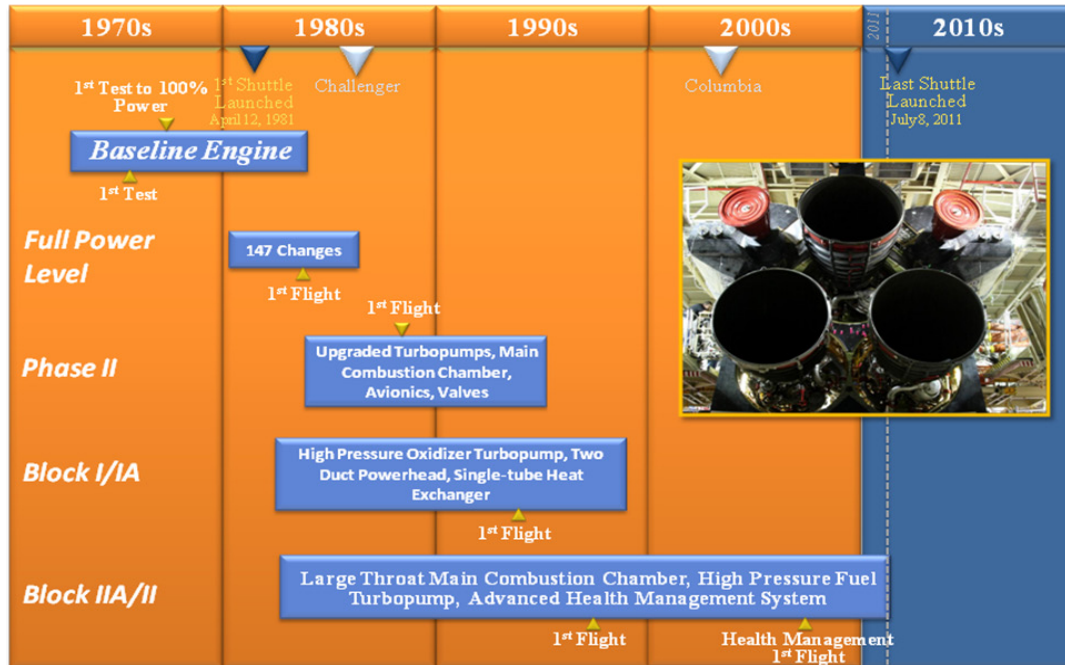 1970s
1980s
1990s
2000s
2011
2010s
1st Test to 100%
Power
1st Shuttle
Launched
April 12, 1981
Challenger
Columbia
Last Shuttle
Launched
July 8, 2011
Baseline Engine
1st Test
Full Power
Level
147 Changes
1st Flight
1st Flight
Phase II
Upgraded Turbopumps, Main
Combustion Chamber,
Avionics, Valves
Block I/IA
High Pressure Oxidizer Turbopump, Two
Duct Powerhead, Single-tube Heat
Exchanger
1st Flight
Block IIA/II
Large Throat Main Combustion Chamber, High Pressure Fuel
Turbopump, Advanced Health Management System
1st Flight
Health Management
1st Flight